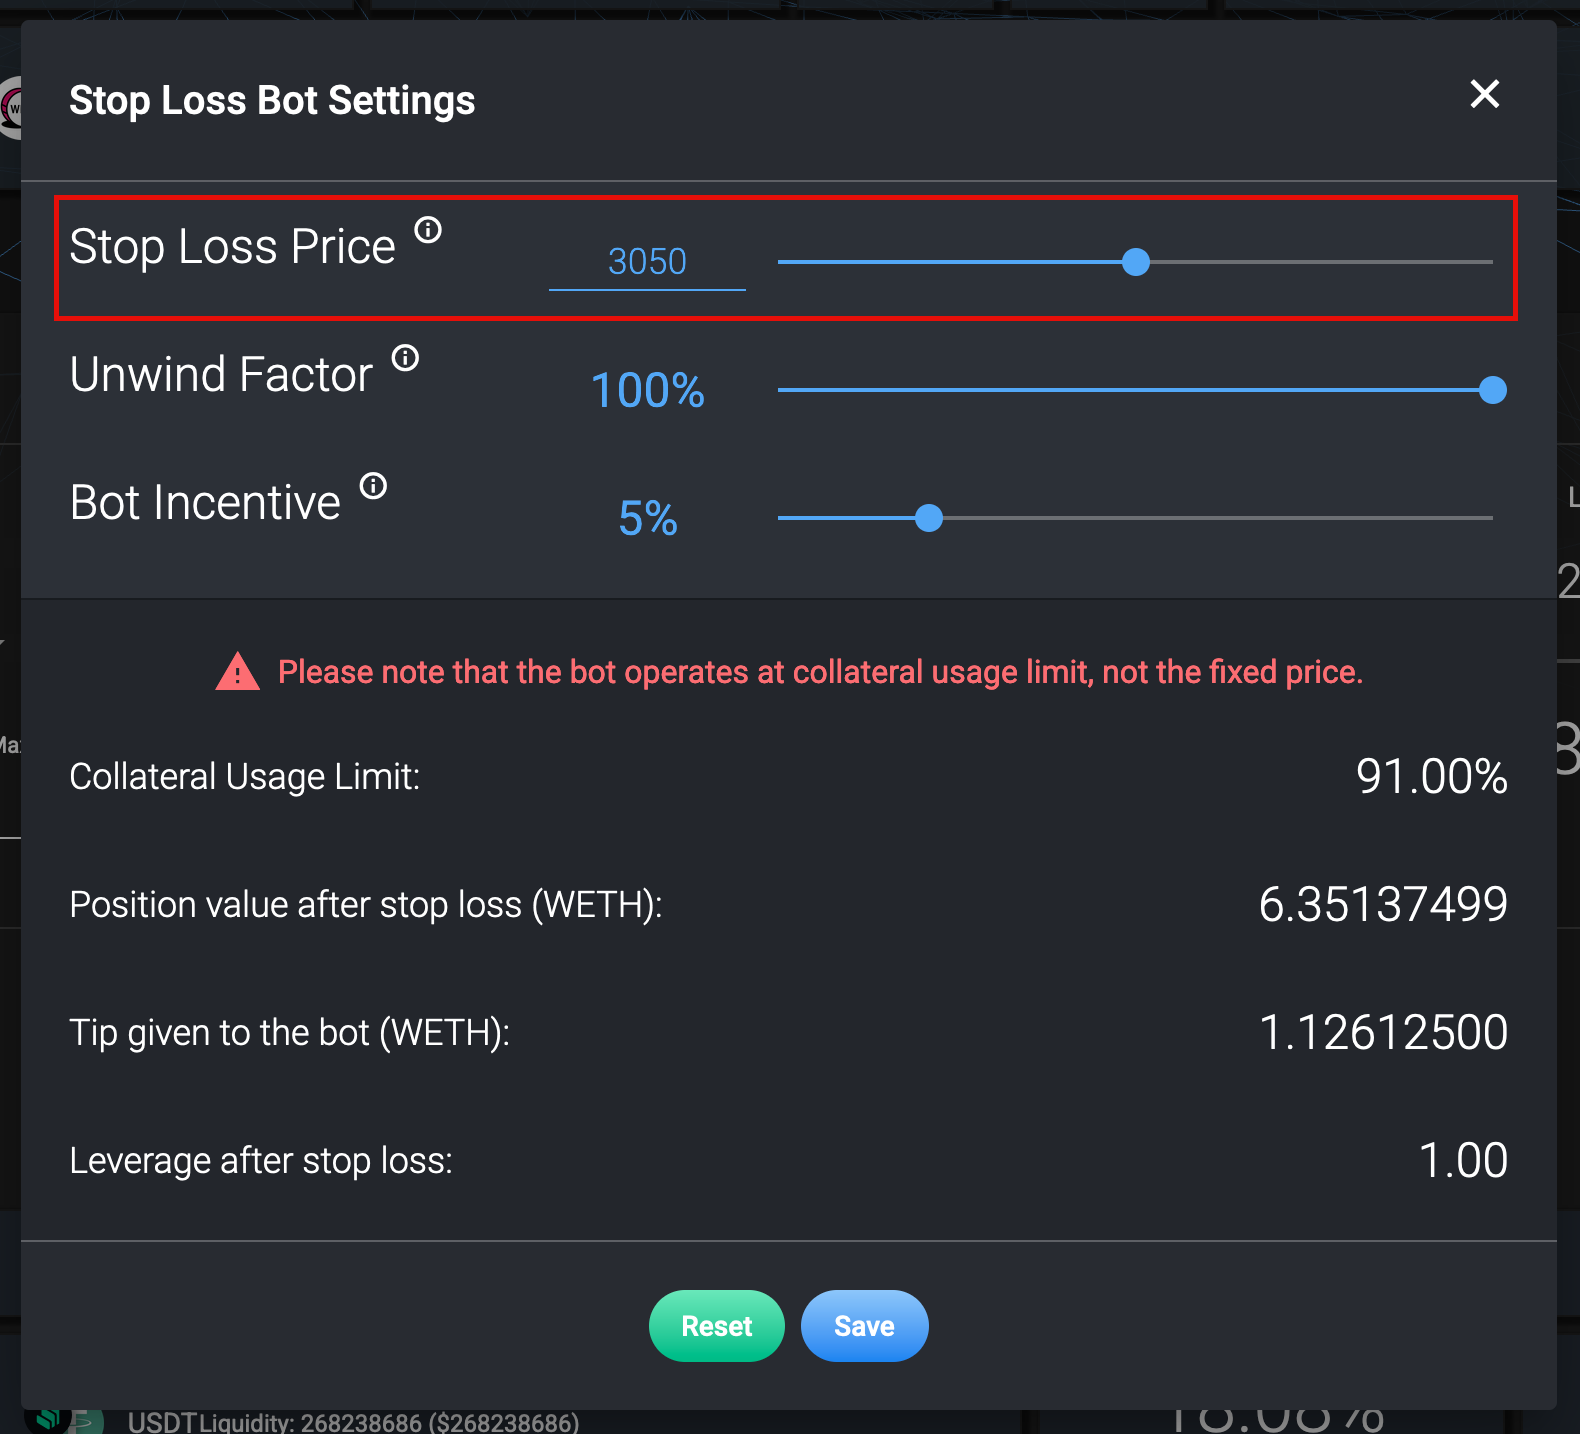 Stop Loss Bot Settings
Stop Loss Price 3050
Unwind Factor 100%
Bot Incentive 5%
Please note that the bot operates at collateral usage limit, not the fixed price.
Collateral Usage Limit: 91.00%
Position value after stop loss (WETH): 6.35137499
Tip given to the bot (WETH): 1.12612500
Leverage after stop loss: 1.00
Reset Save
USDT Liquidity: 268238686 ($268238686)
18.08%